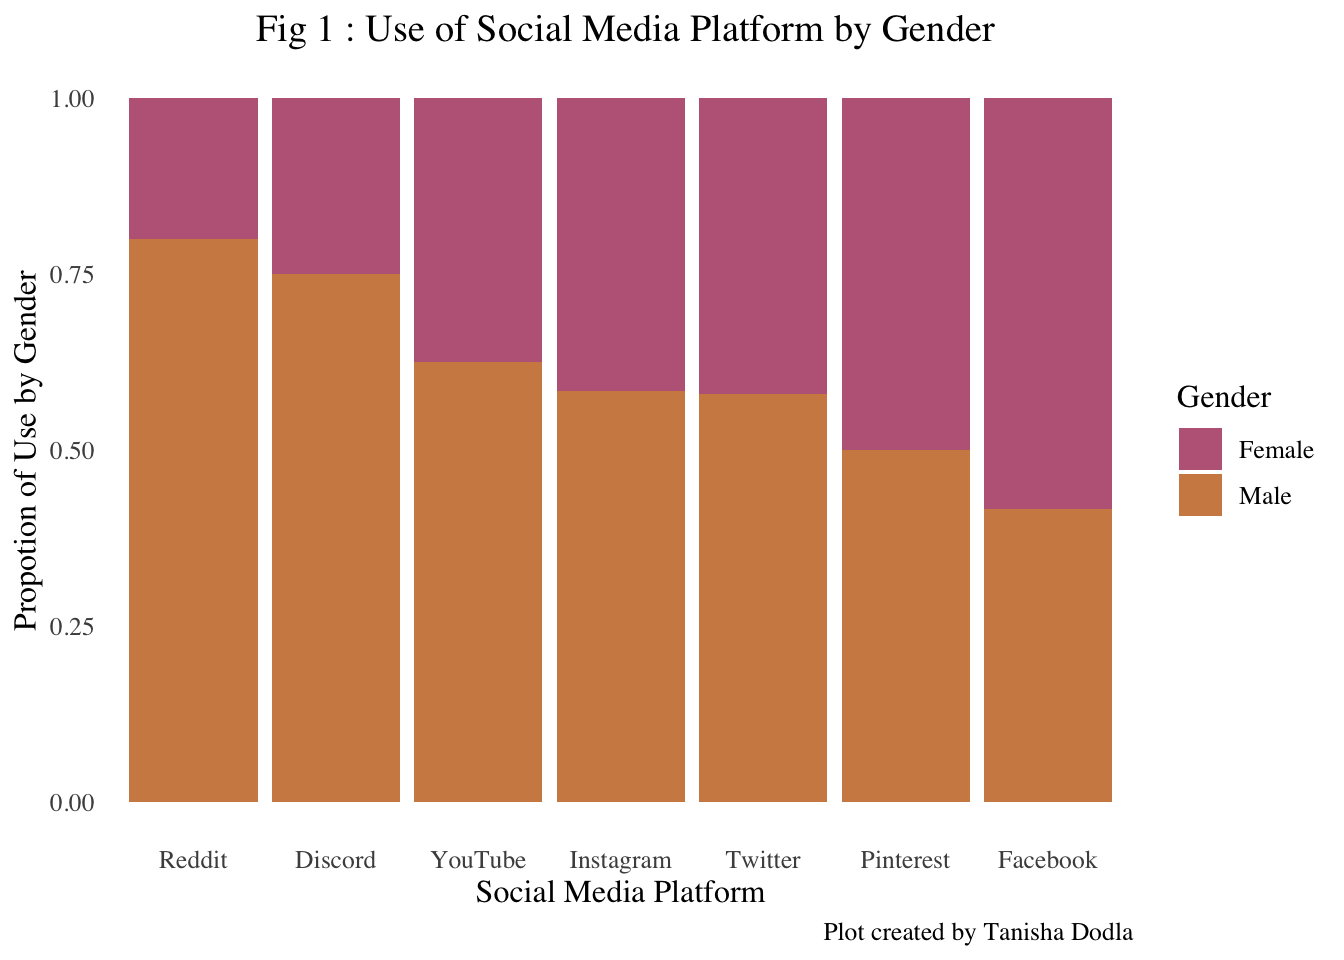 Fig 1 : Use of Social Media Platform by Gender
Propotion of Use by Gender
1.00
0.75
0.50
0.25
0.00
Reddit Discord YouTube Instagram Twitter Pinterest Facebook
Social Media Platform
Gender
Female
Male
Plot created by Tanisha Dodla